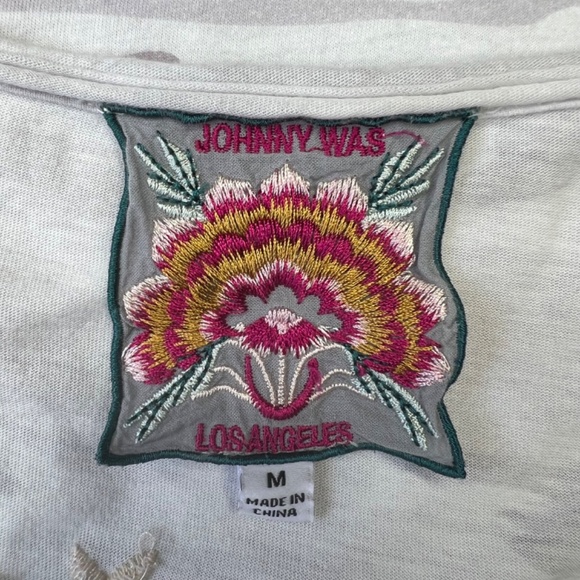 JOHNNY WAS
LOS ANGELES
M
MADE IN
CHINA